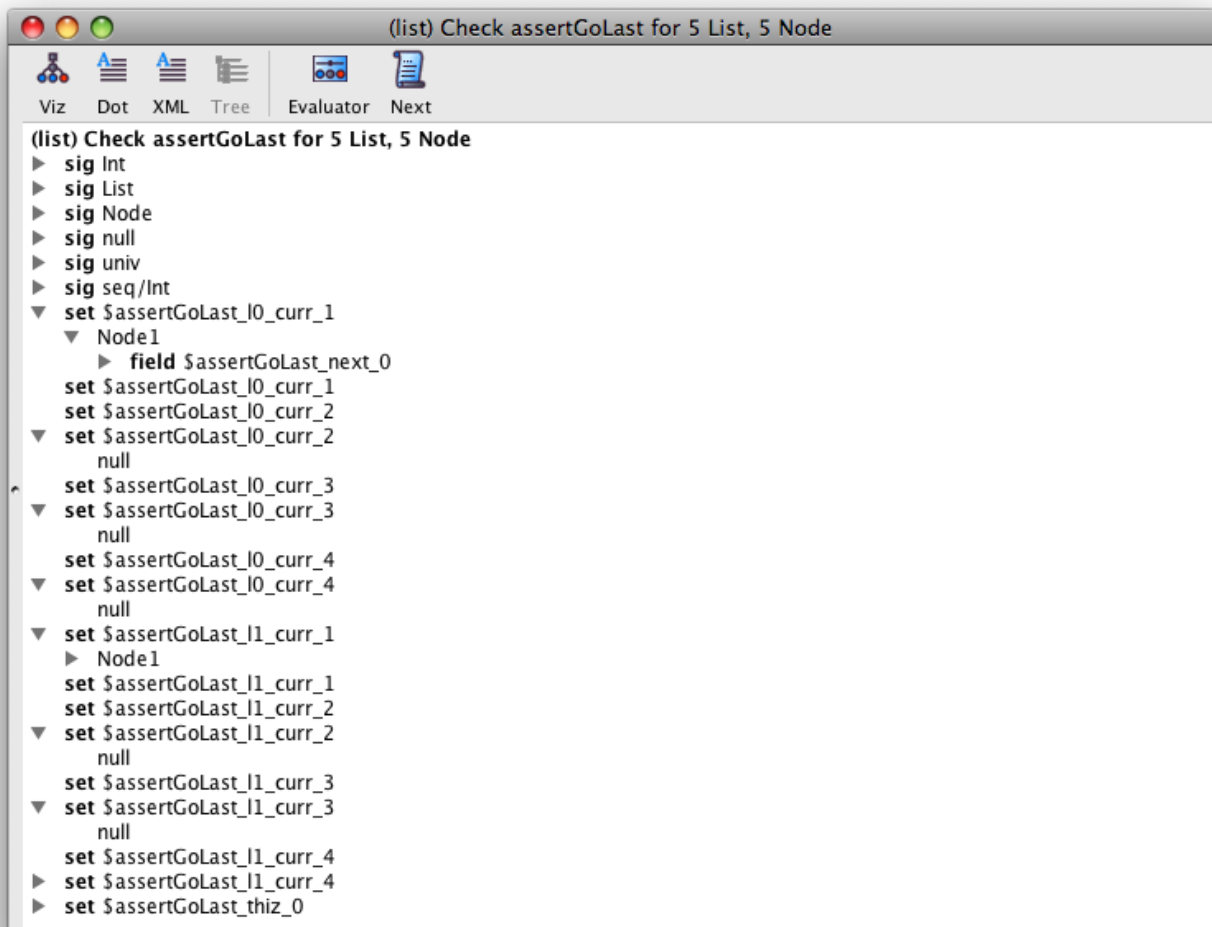 (list) Check assertGoLast for 5 List, 5 Node
Viz Dot XML Tree Evaluator Next
(list) Check assertGoLast for 5 List, 5 Node
sig Int
sig List
sig Node
sig null
sig univ
sig seq/Int
set $assertGoLast_l0_curr_1
Node1
field $assertGoLast_next_0
set $assertGoLast_l0_curr_1
set $assertGoLast_l0_curr_2
set $assertGoLast_l0_curr_2
null
set $assertGoLast_l0_curr_3
set $assertGoLast_l0_curr_3
null
set $assertGoLast_l0_curr_4
set $assertGoLast_l0_curr_4
null
set $assertGoLast_l1_curr_1
Node1
set $assertGoLast_l1_curr_1
set $assertGoLast_l1_curr_2
set $assertGoLast_l1_curr_2
null
set $assertGoLast_l1_curr_3
set $assertGoLast_l1_curr_3
null
set $assertGoLast_l1_curr_4
set $assertGoLast_l1_curr_4
set $assertGoLast_thiz_0